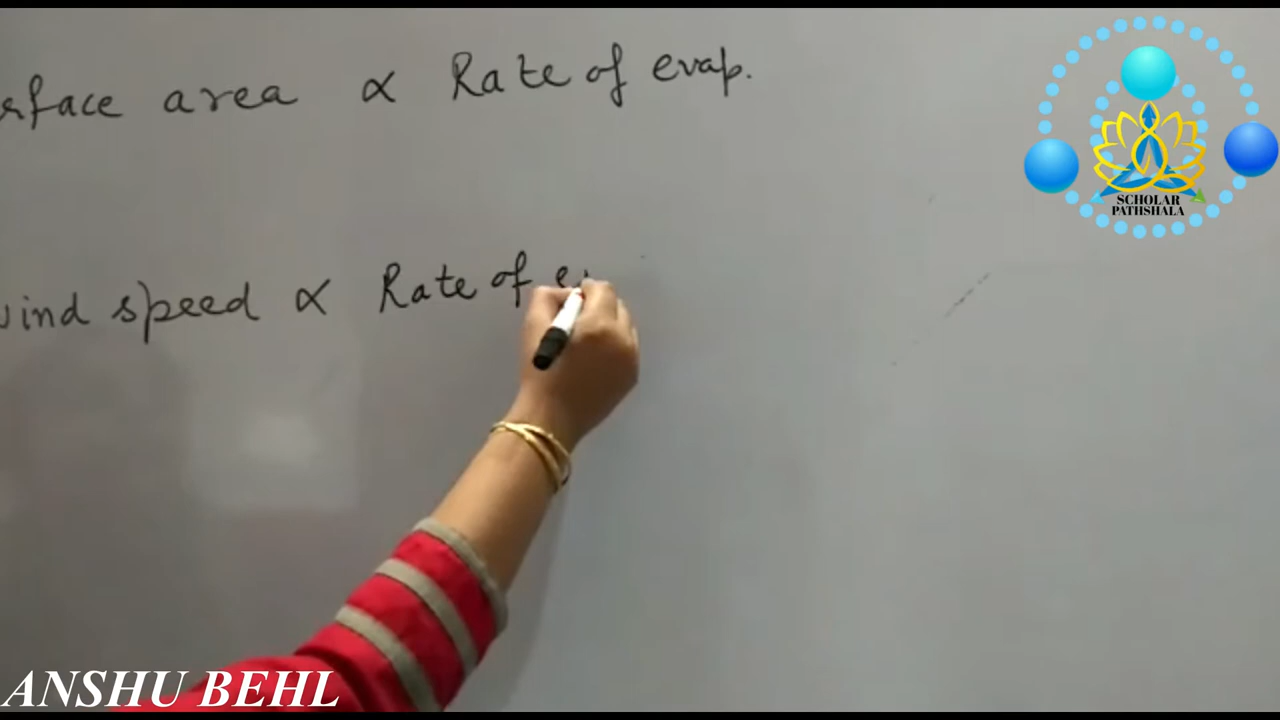 rface area ∝ Rate of evap.
wind speed ∝ Rate of e
SCHOLAR
PATHSHALA
ANSHU BEHL